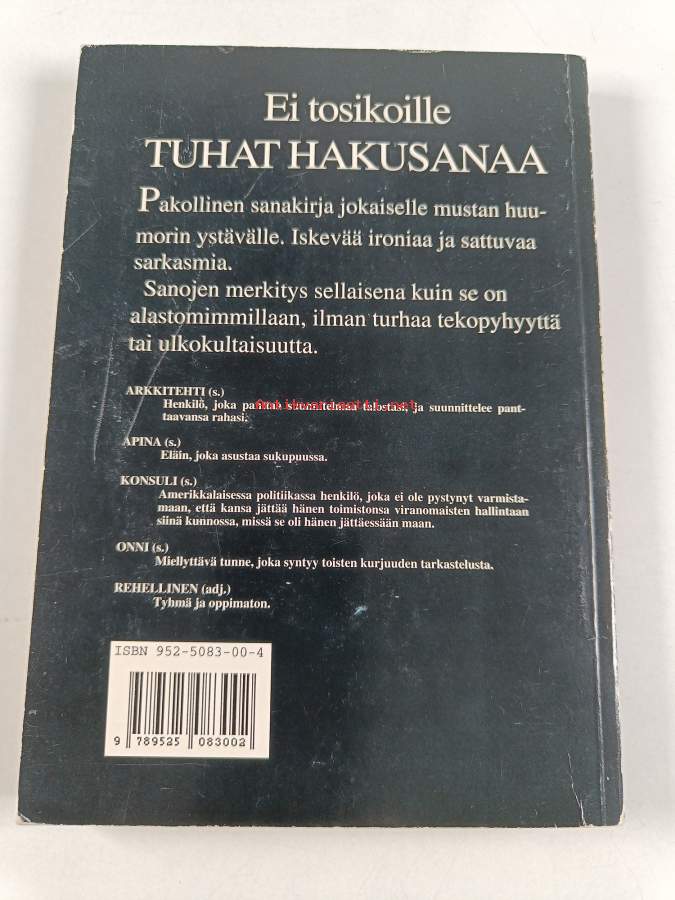 Ei tosikoille
TUHAT HAKUSANAA
Pakollinen sanakirja jokaiselle mustan huu-
morin ystävälle. Iskevää ironiaa ja sattuvaa
sarkasmia.
Sanojen merkitys sellaisena kuin se on
alastomimmillaan, ilman turhaa tekopyhyyttä
tai ulkokultaisuutta.
ARKKITEHTI (s.)
Henkilö, joka suunnitelmaa talostasi, ja suunnittelee pant-
taavansa rahasi.
APINA (s.)
Eläin, joka asustaa sukupuussa.
KONSULI (s.)
Amerikkalaisessa politiikassa henkilö, joka ei ole pystynyt varmista-
maan, että kansa jättää hänen toimistonsa viranomaisten hallintaan
siinä kunnossa, missä se oli hänen jättäessään maan.
ONNI (s.)
Miellyttävä tunne, joka syntyy toisten kurjuuden tarkastelusta.
REHELLINEN (adj.)
Tyhmä ja oppimaton.
ISBN 952-5083-00-4
9 789525 083002